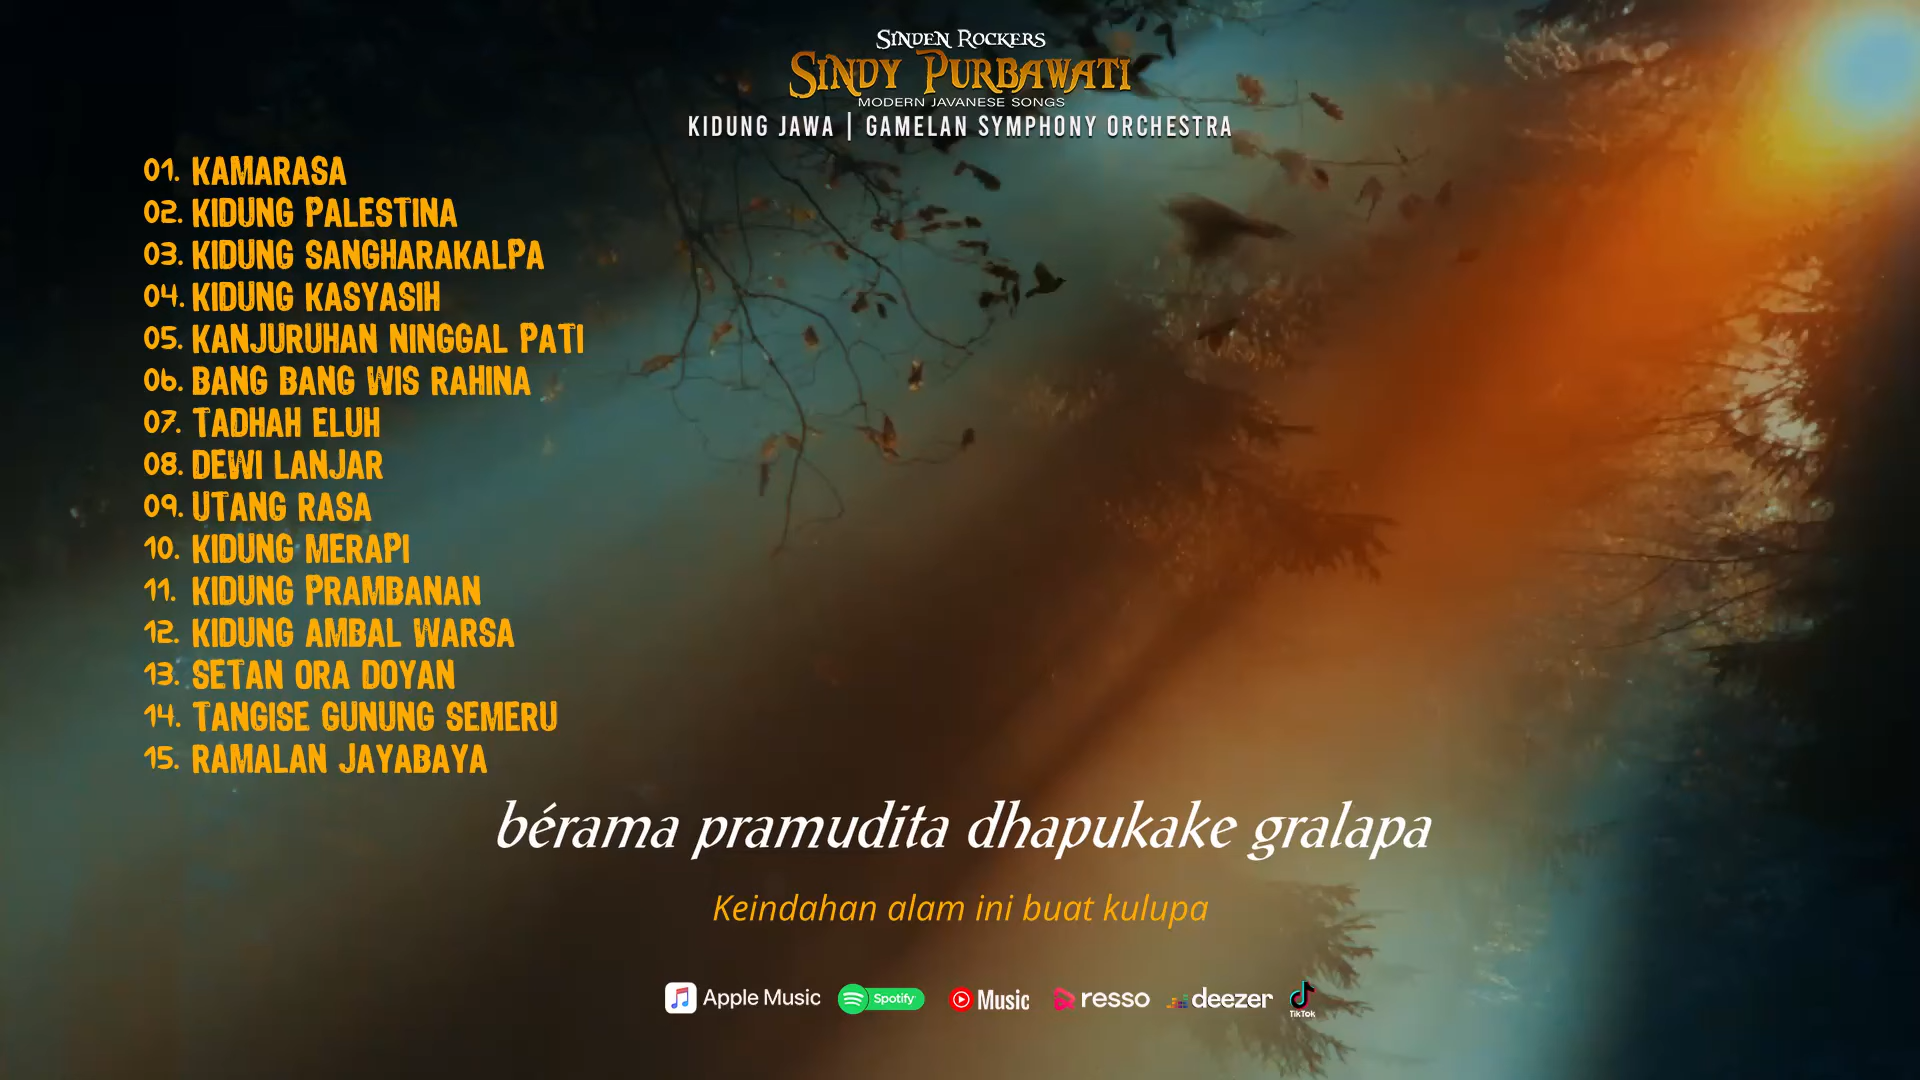 SINDEN ROCKERS
SINDY PURBAWATI
MODERN JAVANESE SONGS
KIDUNG JAWA | GAMELAN SYMPHONY ORCHESTRA
01. KAMARASA
02. KIDUNG PALESTINA
03. KIDUNG SANGHARAKALPA
04. KIDUNG KASYASIH
05. KANJURUHAN NINGGAL PATI
06. BANG BANG WIS RAHINA
07. TADHAH ELUH
08. DEWI LANJAR
09. UTANG RASA
10. KIDUNG MERAPI
11. KIDUNG PRAMBANAN
12. KIDUNG AMBAL WARSA
13. SETAN ORA DOYAN
14. TANGISE GUNUNG SEMERU
15. RAMALAN JAYABAYA
bérama pramudita dhapukake gralapa
Keindahan alam ini buat kulupa
Apple Music Spotify Music resso deezer TikTok